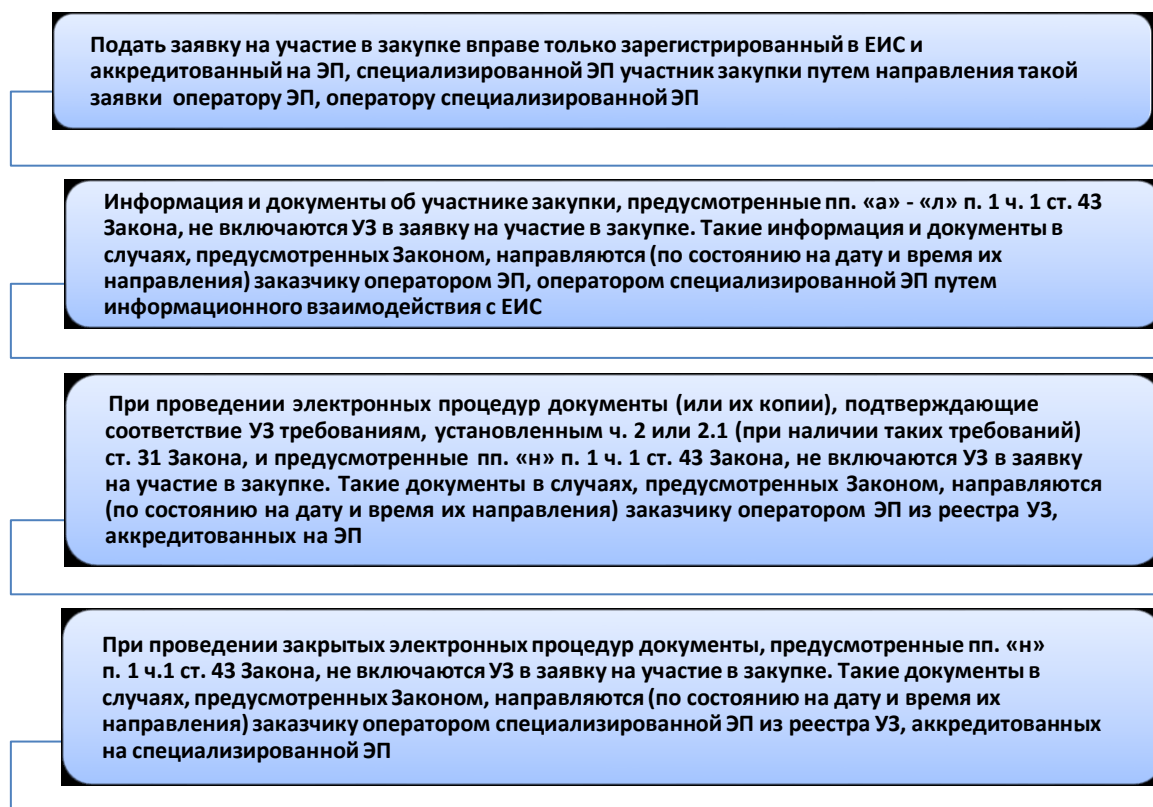 Подать заявку на участие в закупке вправе только зарегистрированный в ЕИС и
аккредитованный на ЭП, специализированной ЭП участник закупки путем направления такой
заявки оператору ЭП, оператору специализированной ЭП
Информация и документы об участнике закупки, предусмотренные пп. «а» - «л» п. 1 ч. 1 ст. 43
Закона, не включаются УЗ в заявку на участие в закупке. Такие информация и документы в
случаях, предусмотренных Законом, направляются (по состоянию на дату и время их
направления) заказчику оператором ЭП, оператором специализированной ЭП путем
информационного взаимодействия с ЕИС
При проведении электронных процедур документы (или их копии), подтверждающие
соответствие УЗ требованиям, установленным ч. 2 или 2.1 (при наличии таких требований)
ст. 31 Закона, и предусмотренные пп. «н» п. 1 ч. 1 ст. 43 Закона, не включаются УЗ в заявку
на участие в закупке. Такие документы в случаях, предусмотренных Законом, направляются
(по состоянию на дату и время их направления) заказчику оператором ЭП из реестра УЗ,
аккредитованных на ЭП
При проведении закрытых электронных процедур документы, предусмотренные пп. «н»
п. 1 ч.1 ст. 43 Закона, не включаются УЗ в заявку на участие в закупке. Такие документы в
случаях, предусмотренных Законом, направляются (по состоянию на дату и время их
направления) заказчику оператором специализированной ЭП из реестра УЗ, аккредитованных
на специализированной ЭП